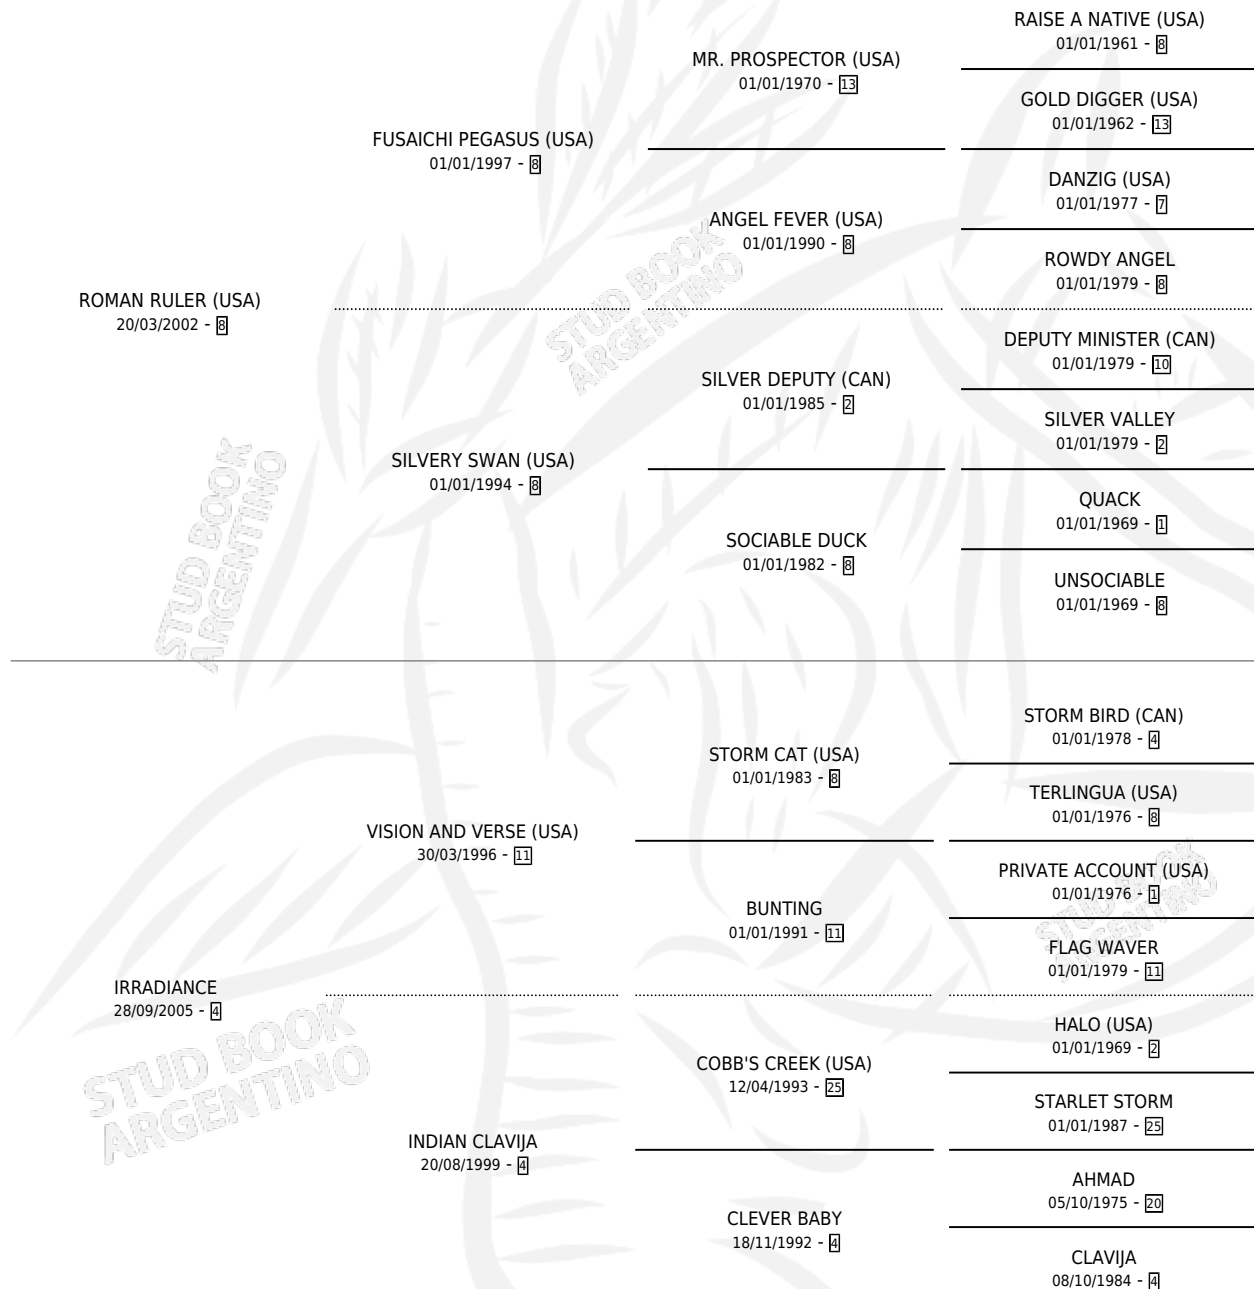 RAISE A NATIVE (USA)
01/01/1961 - 8
MR. PROSPECTOR (USA)
01/01/1970 - 13
GOLD DIGGER (USA)
01/01/1962 - 13
FUSAICHI PEGASUS (USA)
01/01/1997 - 8
DANZIG (USA)
01/01/1977 - 7
ANGEL FEVER (USA)
01/01/1990 - 8
ROWDY ANGEL
01/01/1979 - 8
ROMAN RULER (USA)
20/03/2002 - 8
DEPUTY MINISTER (CAN)
01/01/1979 - 10
SILVER DEPUTY (CAN)
01/01/1985 - 2
SILVER VALLEY
01/01/1979 - 2
SILVERY SWAN (USA)
01/01/1994 - 8
QUACK
01/01/1969 - 1
SOCIABLE DUCK
01/01/1982 - 8
UNSOCIABLE
01/01/1969 - 8
STORM BIRD (CAN)
01/01/1978 - 4
STORM CAT (USA)
01/01/1983 - 8
TERLINGUA (USA)
01/01/1976 - 8
VISION AND VERSE (USA)
30/03/1996 - 11
PRIVATE ACCOUNT (USA)
01/01/1976 - 1
BUNTING
01/01/1991 - 11
FLAG WAVER
01/01/1979 - 11
IRRADIANCE
28/09/2005 - 4
HALO (USA)
01/01/1969 - 2
COBB'S CREEK (USA)
12/04/1993 - 25
STARLET STORM
01/01/1987 - 25
INDIAN CLAVIJA
20/08/1999 - 4
AHMAD
05/10/1975 - 20
CLEVER BABY
18/11/1992 - 4
CLAVIJA
08/10/1984 - 4
STUD BOOK
ARGENTINO
STUD BOOK
ARGENTINO
STUD BOOK
ARGENTINO
STUD BOOK
ARGENTINO